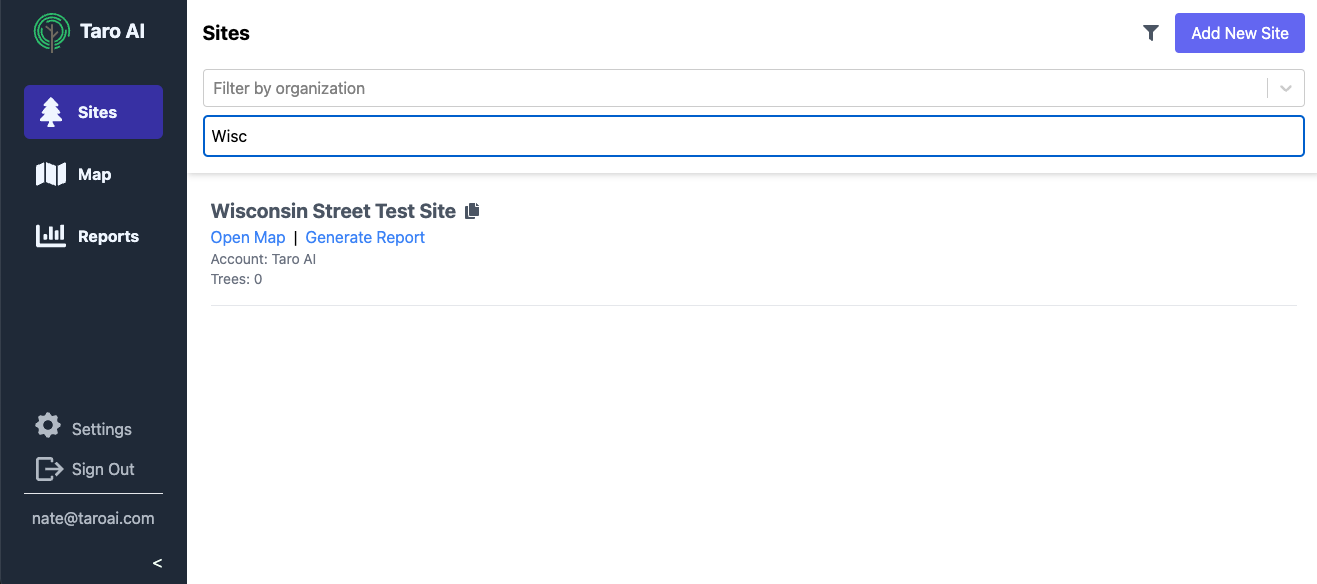 Taro AI
Sites
Map
Reports
Settings
Sign Out
nate@taroai.com
<
Sites
Add New Site
Filter by organization
Wisc
Wisconsin Street Test Site
Open Map | Generate Report
Account: Taro AI
Trees: 0